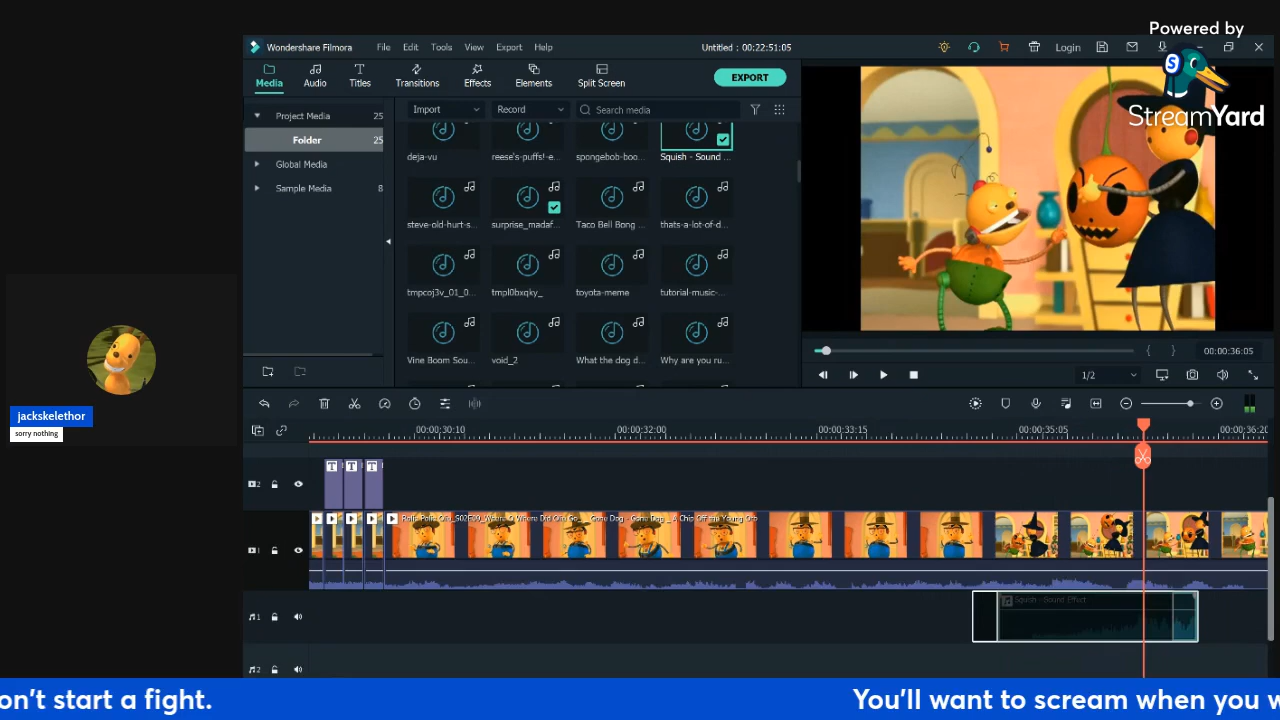 Powered by
StreamYard
Wondershare Filmora
File Edit Tools View Export Help
Untitled : 00:22:51:05
Login
Media Audio Titles Transitions Effects Elements Split Screen
EXPORT
Project Media 25
Folder 25
Global Media
Sample Media 8
Import Record Search media
deja-vu reese's-puffs!-e... spongebob-boo... Squish - Sound ...
steve-old-hurt-s... surprise_madaf... Taco Bell Bong ... thats-a-lot-of-d...
tmpcoj3v_01_0... tmpl0bxqky_ toyota-meme tutorial-music-...
Vine Boom Sou... void_2 What the dog d... Why are you ru...
00:00:36:05
1/2
jackskelethor
sorry nothing
00:00:30:10 00:00:32:00 00:00:33:15 00:00:35:05 00:00:36:20
T T T
2
1
Squish - Sound Effect
1
2
on't start a fight. You'll want to scream when you w